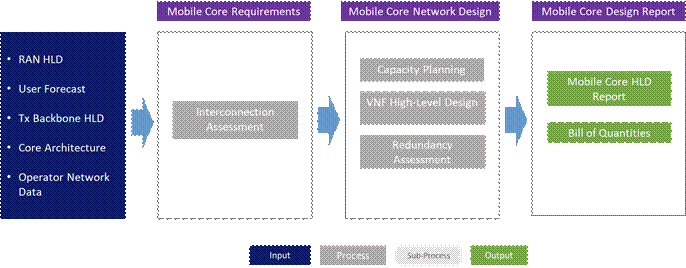 Mobile Core Requirements
Mobile Core Network Design
Mobile Core Design Report
• RAN HLD
• User Forecast
• Tx Backbone HLD
• Core Architecture
• Operator Network
Data
Interconnection
Assessment
Capacity Planning
VNF High-Level Design
Redundancy
Assessment
Mobile Core HLD
Report
Bill of Quantities
Input
Process
Sub-Process
Output